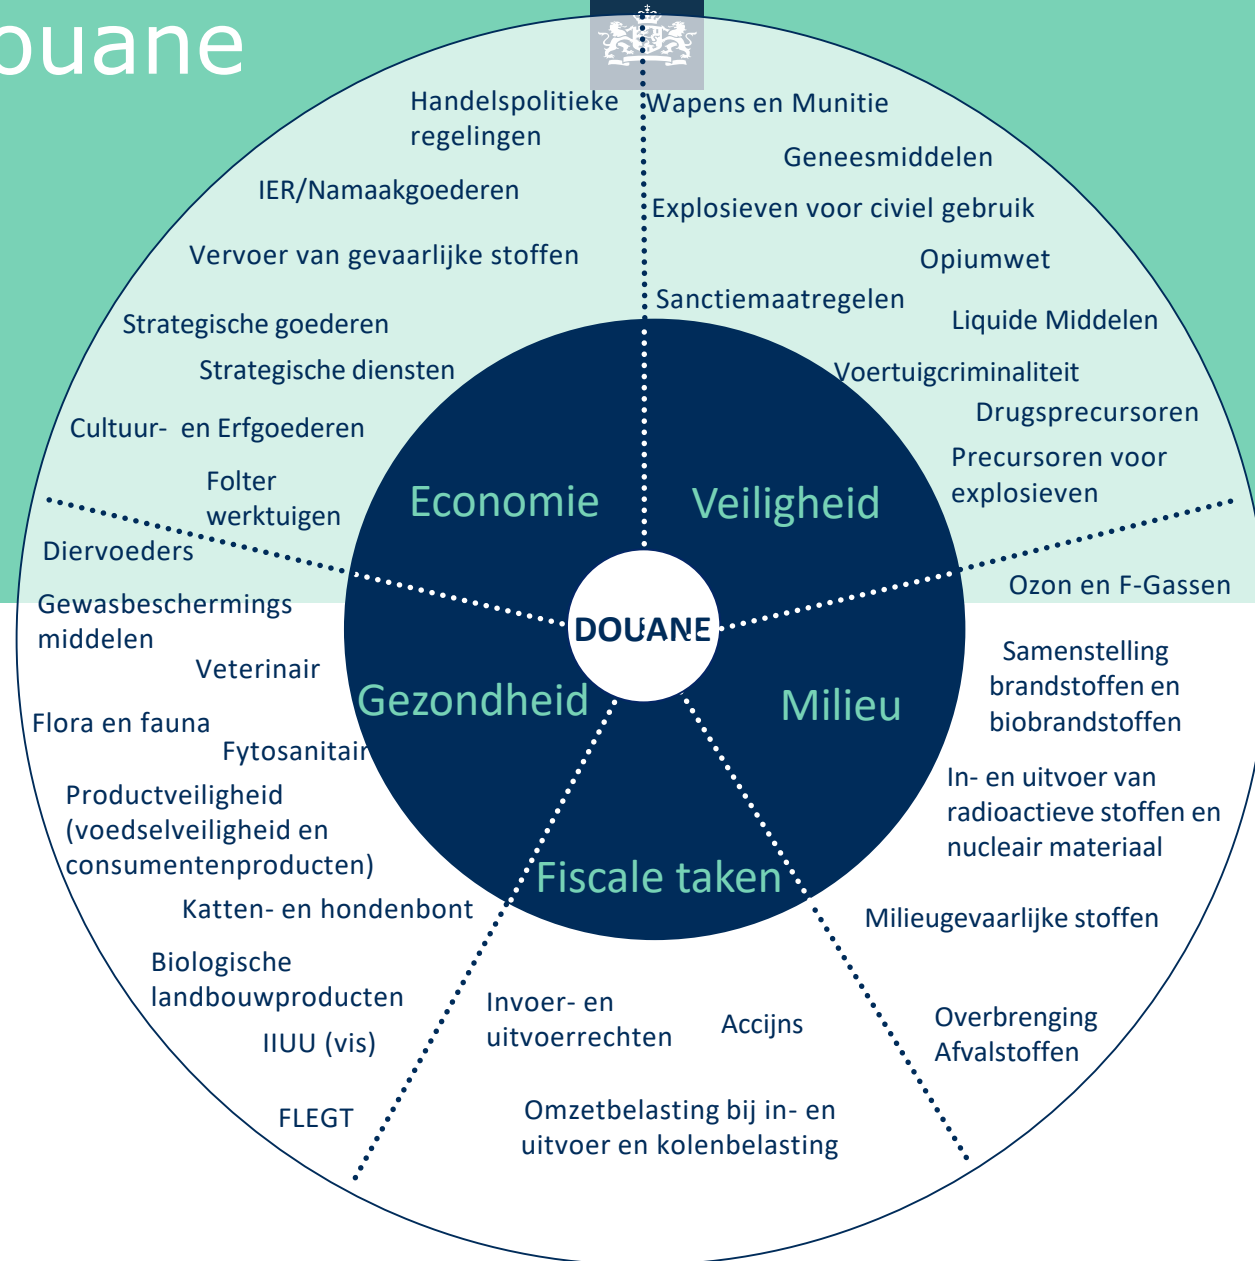 ouane
Handelspolitieke
regelingen
IER/Namaakgoederen
Vervoer van gevaarlijke stoffen
Strategische goederen
Strategische diensten
Cultuur- en Erfgoederen
Folter
werktuigen
Economie
Wapens en Munitie
Geneesmiddelen
Explosieven voor civiel gebruik
Opiumwet
Sanctiemaatregelen
Liquide Middelen
Voertuigcriminaliteit
Drugsprecursoren
Precursoren voor
explosieven
Veiligheid
DOUANE
Diervoeders
Gewasbeschermings
middelen
Veterinair
Flora en fauna
Fytosanitair
Productveiligheid
(voedselveiligheid en
consumentenproducten)
Katten- en hondenbont
Biologische
landbouwproducten
IIUU (vis)
FLEGT
Gezondheid
Milieu
Ozon en F-Gassen
Samenstelling
brandstoffen en
biobrandstoffen
In- en uitvoer van
radioactieve stoffen en
nucleair materiaal
Milieugevaarlijke stoffen
Overbrenging
Afvalstoffen
Fiscale taken
Invoer- en
uitvoerrechten
Accijns
Omzetbelasting bij in- en
uitvoer en kolenbelasting